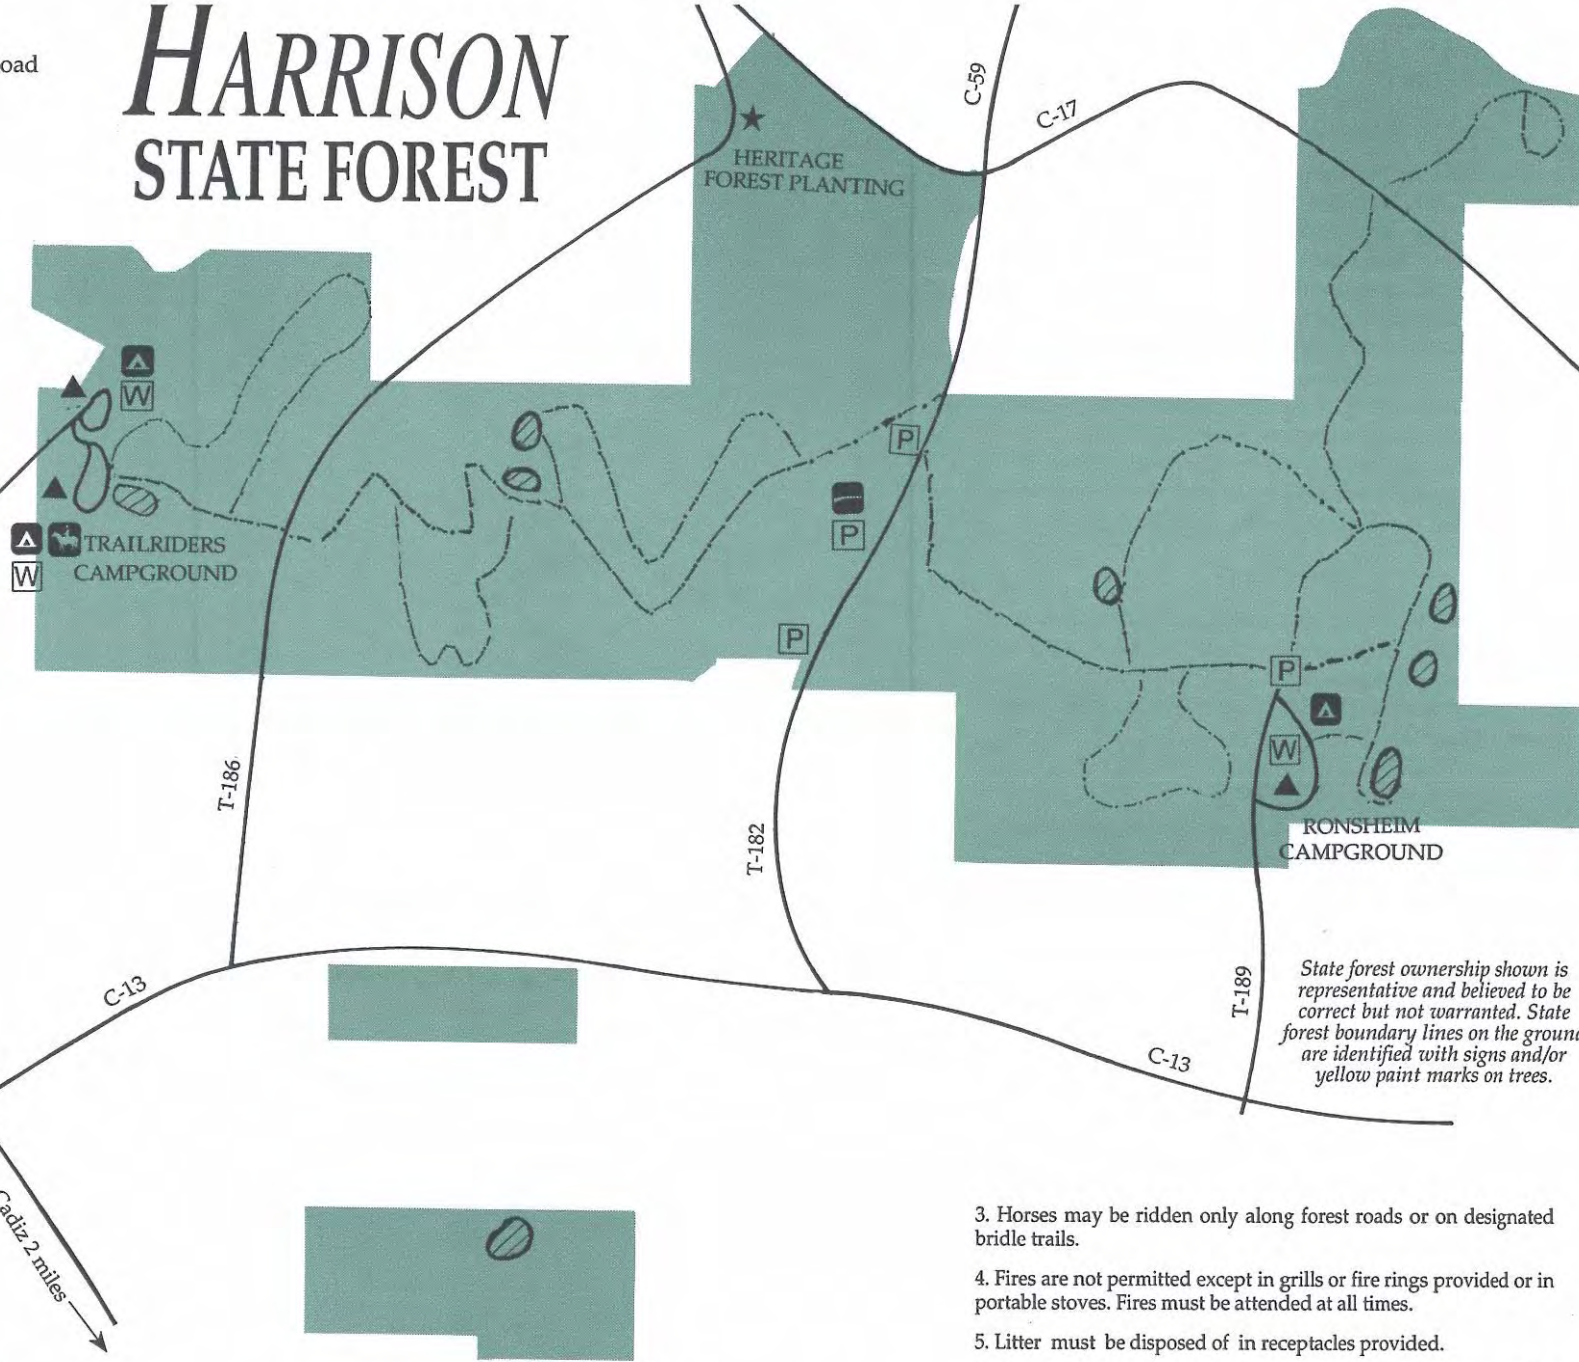 oad
HARRISON
STATE FOREST
C-59
C-17
HERITAGE
FOREST PLANTING
W
P
P
TRAILRIDERS
CAMPGROUND
W
P
P
W
RONSHEIM
CAMPGROUND
T-186
T-182
T-189
C-13
C-13
State forest ownership shown is
representative and believed to be
correct but not warranted. State
forest boundary lines on the ground
are identified with signs and/or
yellow paint marks on trees.
Cadiz 2 miles
3. Horses may be ridden only along forest roads or on designated
bridle trails.
4. Fires are not permitted except in grills or fire rings provided or in
portable stoves. Fires must be attended at all times.
5. Litter must be disposed of in receptacles provided.